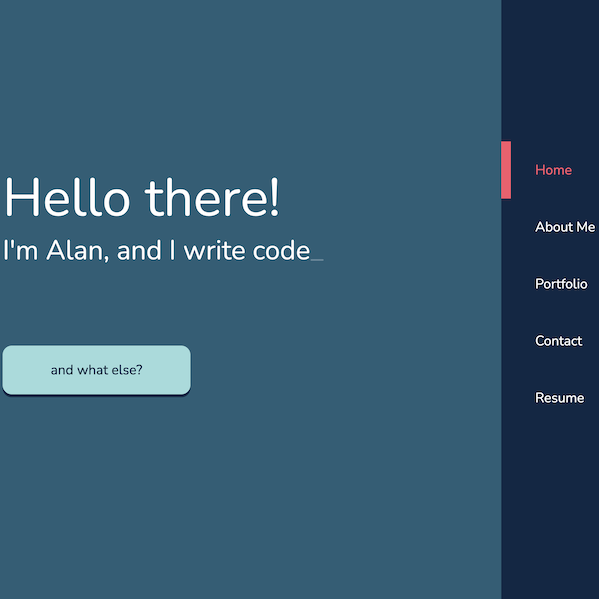 Hello there!
I'm Alan, and I write code_
and what else?
Home
About Me
Portfolio
Contact
Resume